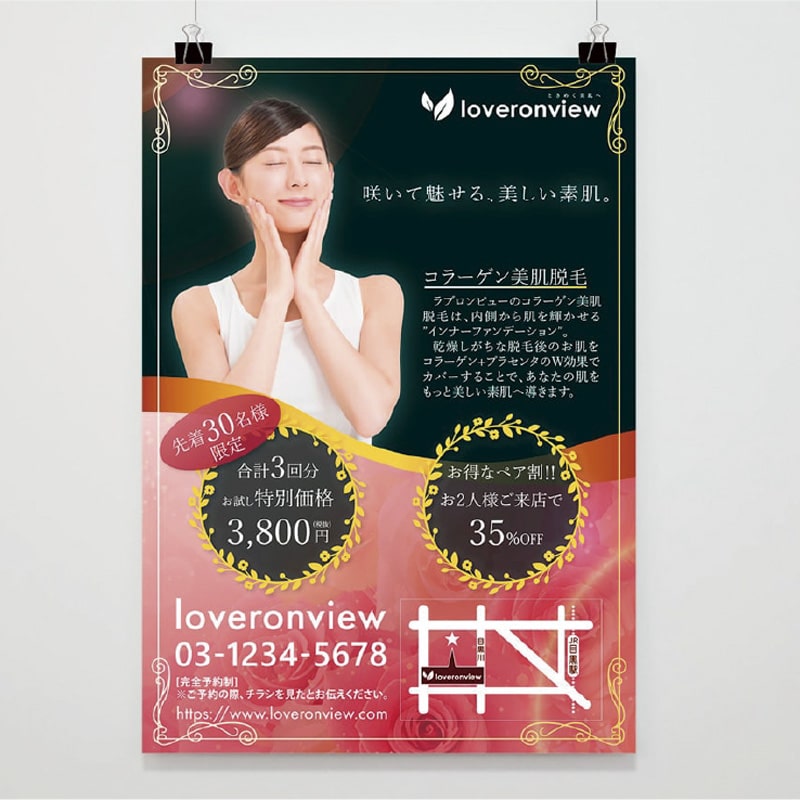 ときめく素肌へ
loveronview
咲いて魅せる、美しい素肌。
コラーゲン美肌脱毛
ラブロンビューのコラーゲン美肌
脱毛は、内側から肌を輝かせる
"インナーファンデーション"。
乾燥しがちな脱毛後のお肌を
コラーゲン+プラセンタのW効果で
カバーすることで、あなたの肌を
もっと美しい素肌へ導きます。
先着30名様
限定
合計3回分
お試し特別価格
3,800円(税抜)
お得なペア割!!
お2人様ご来店で
35%OFF
loveronview
03-1234-5678
[完全予約制]
※ご予約の際、チラシを見たとお伝えください。
https://www.loveronview.com
目黒川
JR目黒駅
loveronview